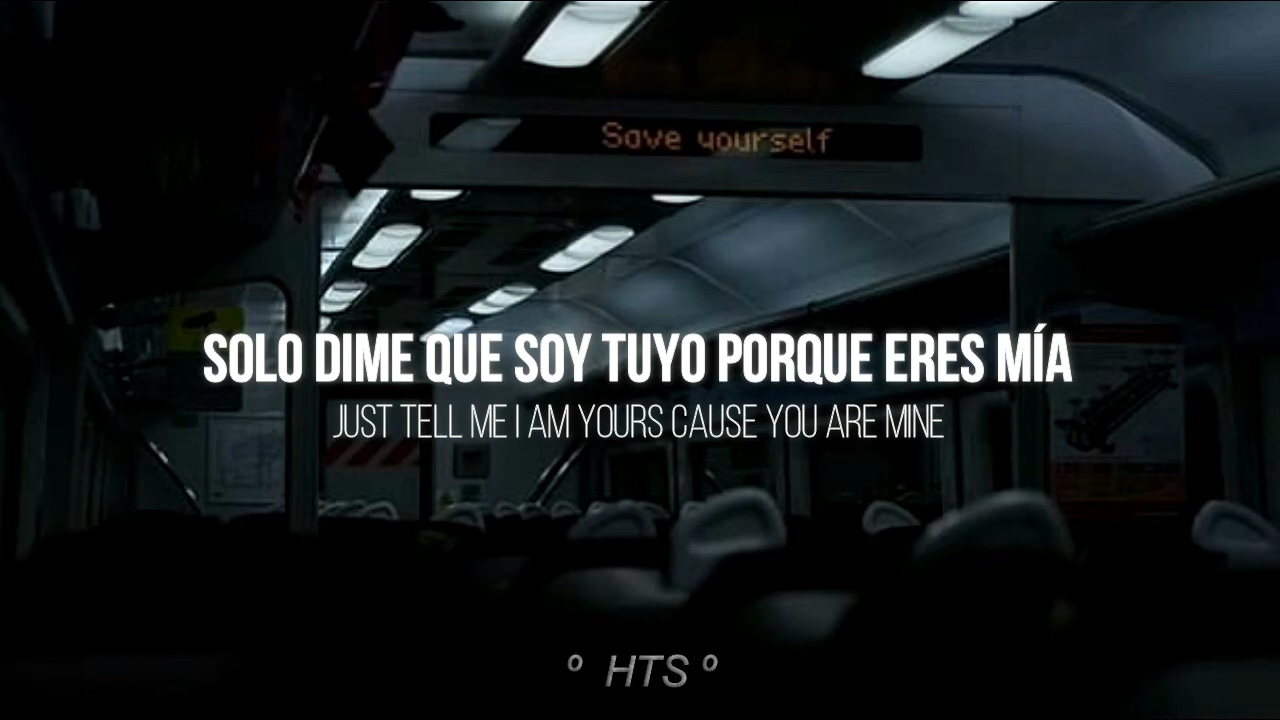 Save yourself
SOLO DIME QUE SOY TUYO PORQUE ERES MÍA
JUST TELL ME I AM YOURS CAUSE YOU ARE MINE
º HTS º